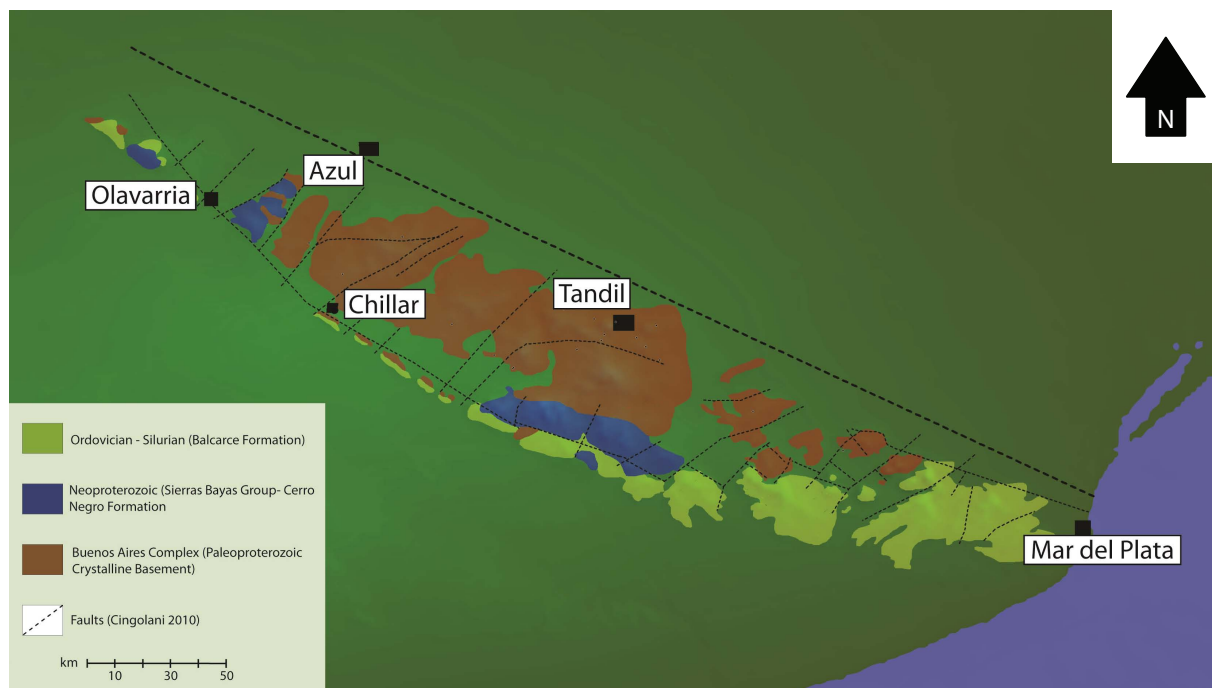 N
Azul
Olavarria
Tandil
Chillar
Mar del Plata
Ordovician - Silurian (Balcarce Formation)
Neoproterozoic (Sierras Bayas Group- Cerro
Negro Formation
Buenos Aires Complex (Paleoproterozoic
Crystalline Basement)
Faults (Cingolani 2010)
km
10 30 50